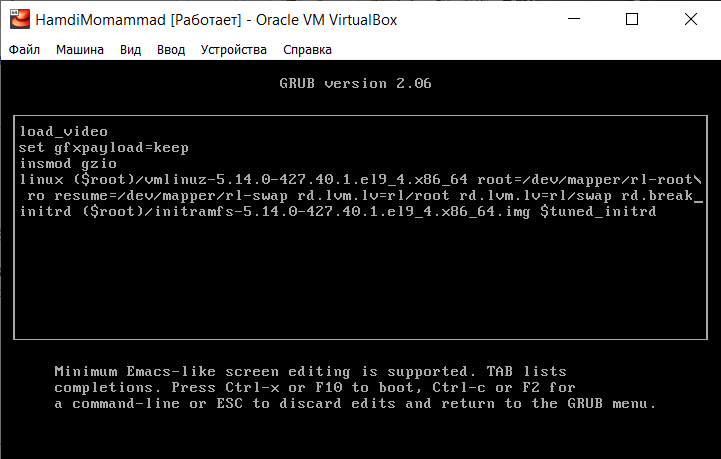 HamdiMomammad [Работает] - Oracle VM VirtualBox
Файл Машина Вид Ввод Устройства Справка
GRUB version 2.06
load_video
set gfxpayload=keep
insmod gzio
linux ($root)/vmlinuz-5.14.0-427.40.1.el9_4.x86_64 root=/dev/mapper/rl-root\
ro resume=/dev/mapper/rl-swap rd.lvm.lv=rl/root rd.lvm.lv=rl/swap rd.break_
initrd ($root)/initramfs-5.14.0-427.40.1.el9_4.x86_64.img $tuned_initrd
Minimum Emacs-like screen editing is supported. TAB lists
completions. Press Ctrl-x or F10 to boot, Ctrl-c or F2 for
a command-line or ESC to discard edits and return to the GRUB menu.